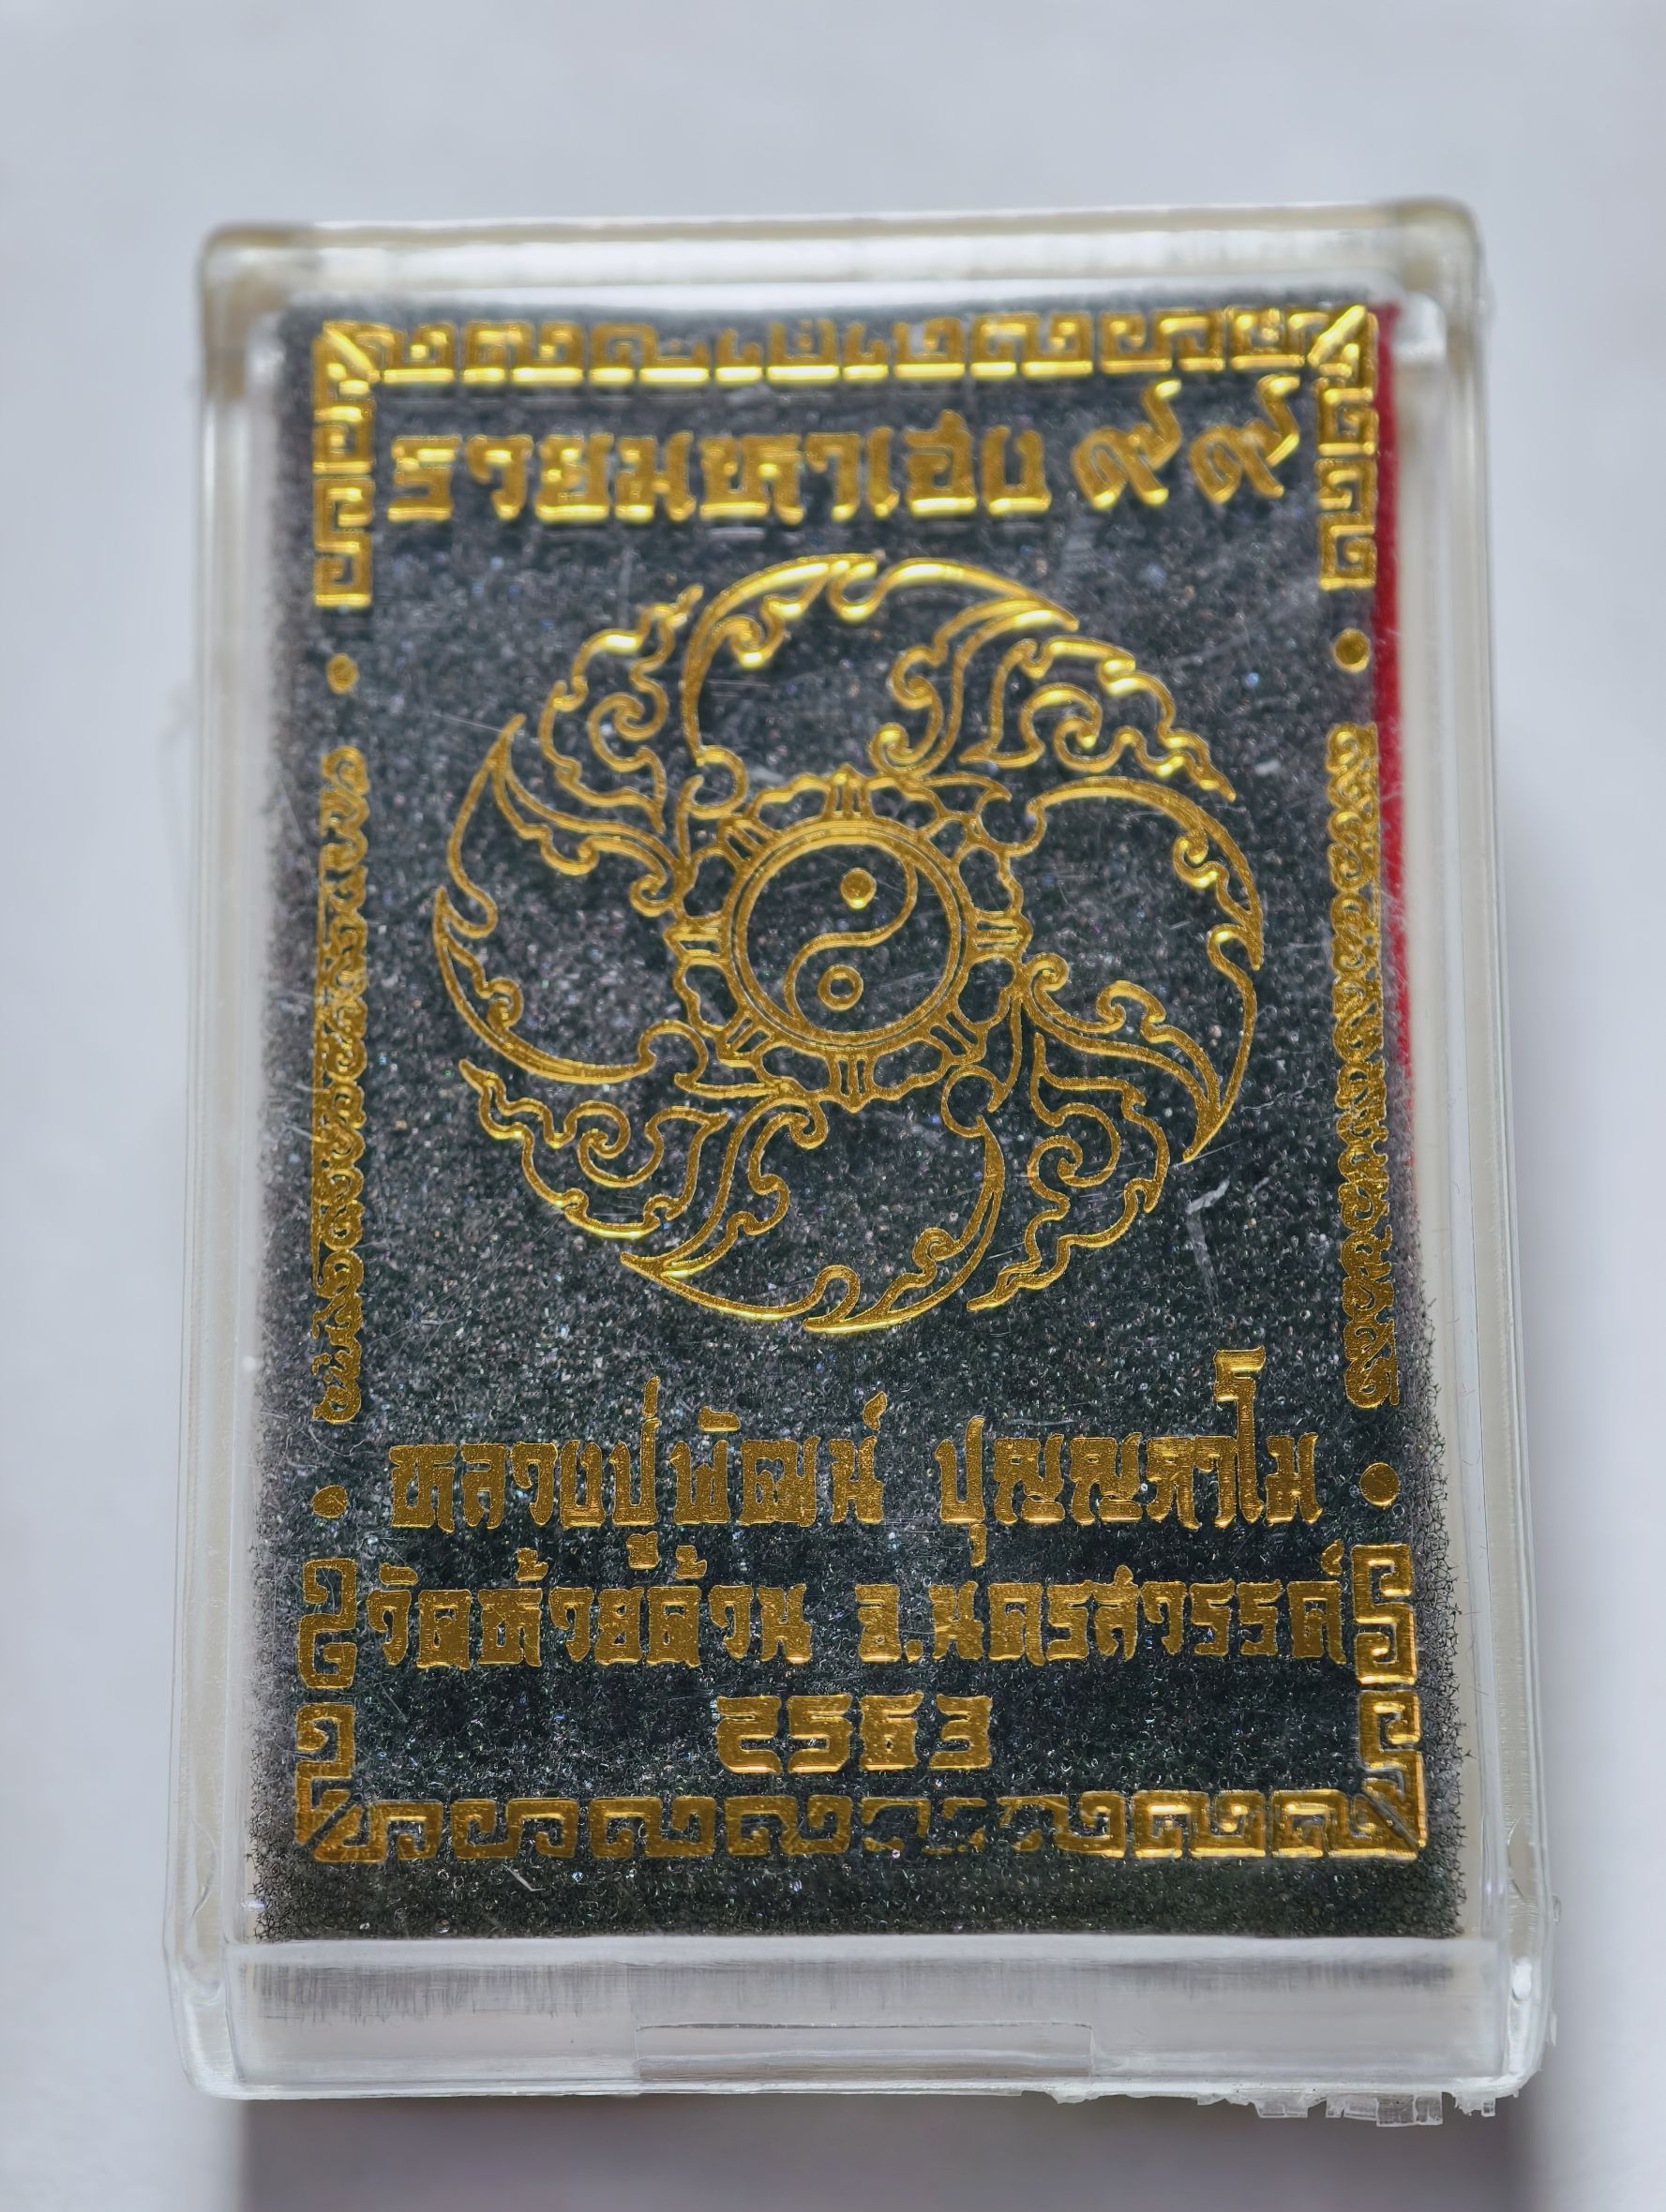 รวยมหาเฮง ๙๙
หลวงปู่พัฒน์ ปุญฺญกาโม
วัดห้วยด้วน จ.นครสวรรค์
2563